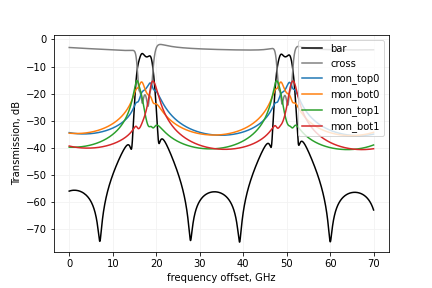 0
−10
−20
−30
−40
−50
−60
−70
Transmission, dB
bar
cross
mon_top0
mon_bot0
mon_top1
mon_bot1
0 10 20 30 40 50 60 70
frequency offset, GHz